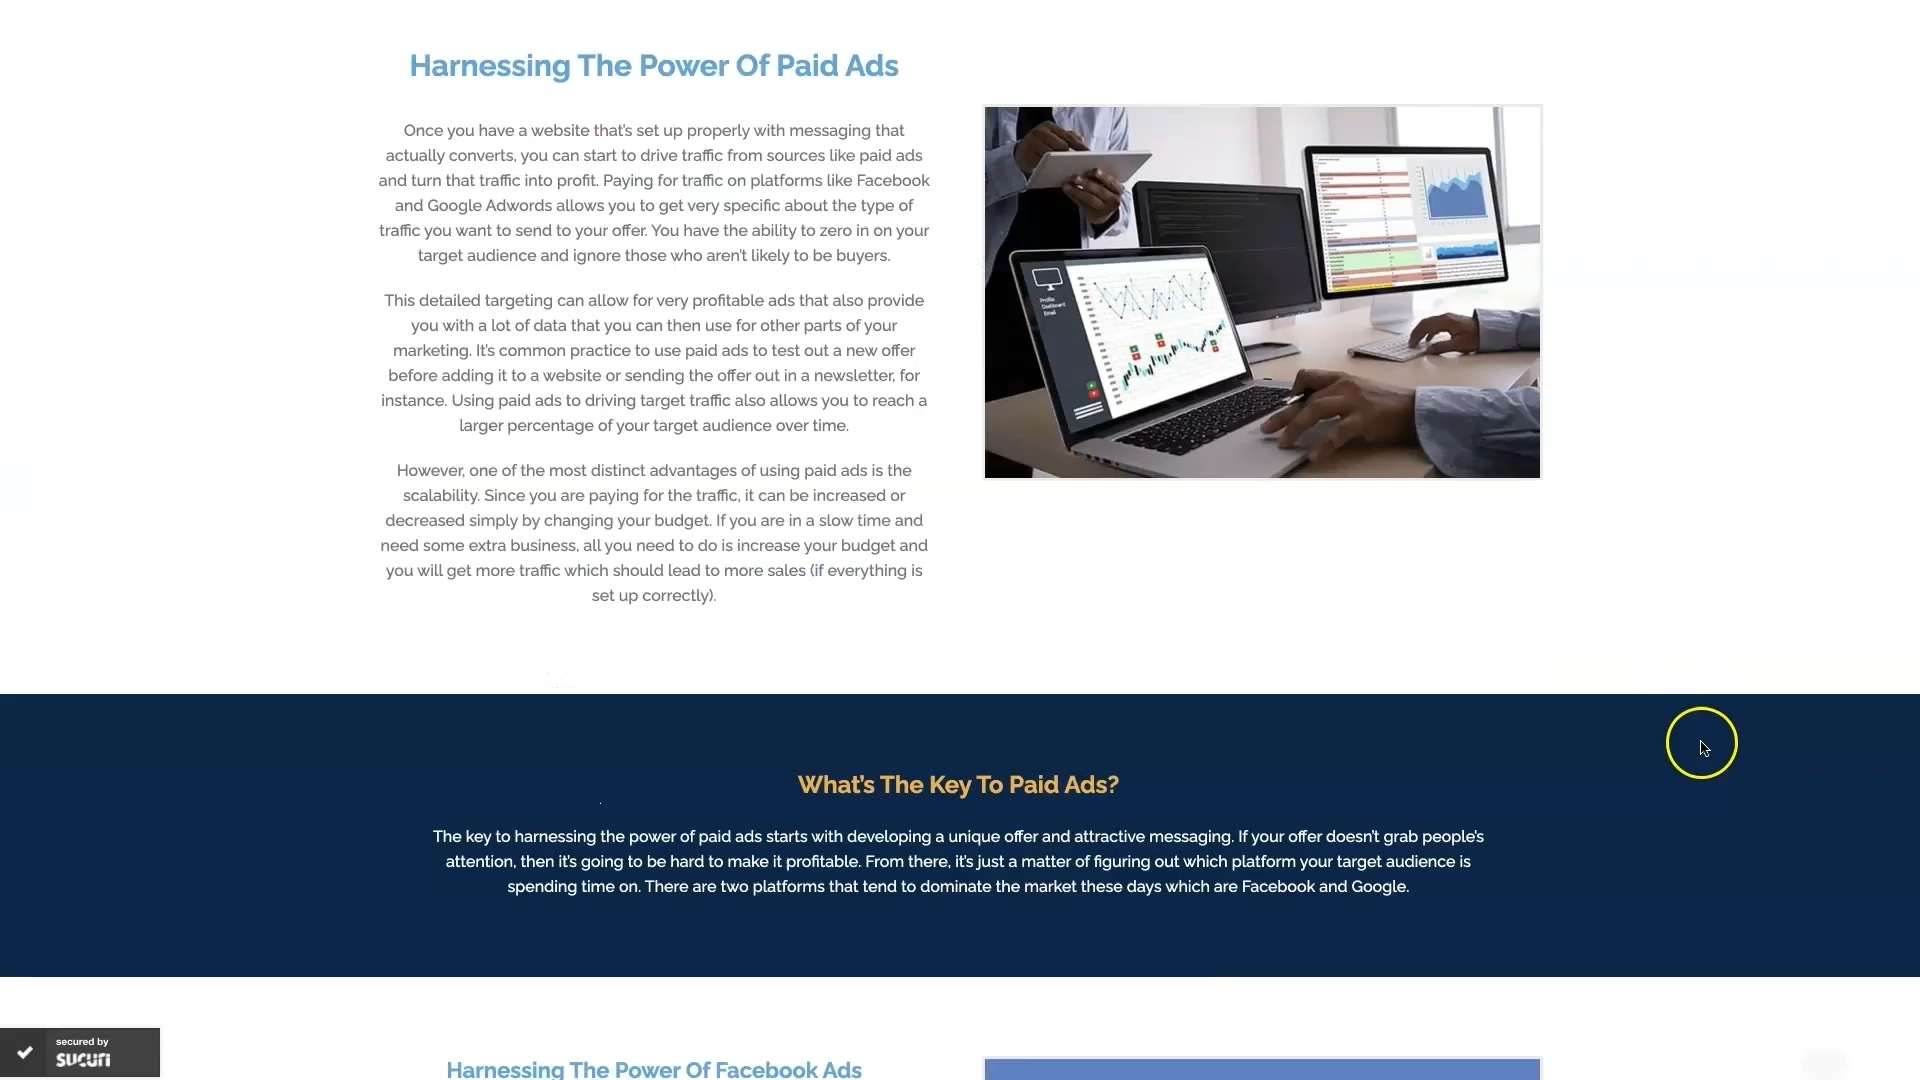 Harnessing The Power Of Paid Ads
Once you have a website that's set up properly with messaging that
actually converts, you can start to drive traffic from sources like paid ads
and turn that traffic into profit. Paying for traffic on platforms like Facebook
and Google Adwords allows you to get very specific about the type of
traffic you want to send to your offer. You have the ability to zero in on your
target audience and ignore those who aren't likely to be buyers.
This detailed targeting can allow for very profitable ads that also provide
you with a lot of data that you can then use for other parts of your
marketing. It's common practice to use paid ads to test out a new offer
before adding it to a website or sending the offer out in a newsletter, for
instance. Using paid ads to driving target traffic also allows you to reach a
larger percentage of your target audience over time.
However, one of the most distinct advantages of using paid ads is the
scalability. Since you are paying for the traffic, it can be increased or
decreased simply by changing your budget. If you are in a slow time and
need some extra business, all you need to do is increase your budget and
you will get more traffic which should lead to more sales (if everything is
set up correctly).
Profile
Dashboard
Email
What's The Key To Paid Ads?
The key to harnessing the power of paid ads starts with developing a unique offer and attractive messaging. If your offer doesn't grab people's
attention, then it's going to be hard to make it profitable. From there, it's just a matter of figuring out which platform your target audience is
spending time on. There are two platforms that tend to dominate the market these days which are Facebook and Google.
Harnessing The Power Of Facebook Ads
secured by
sucuri